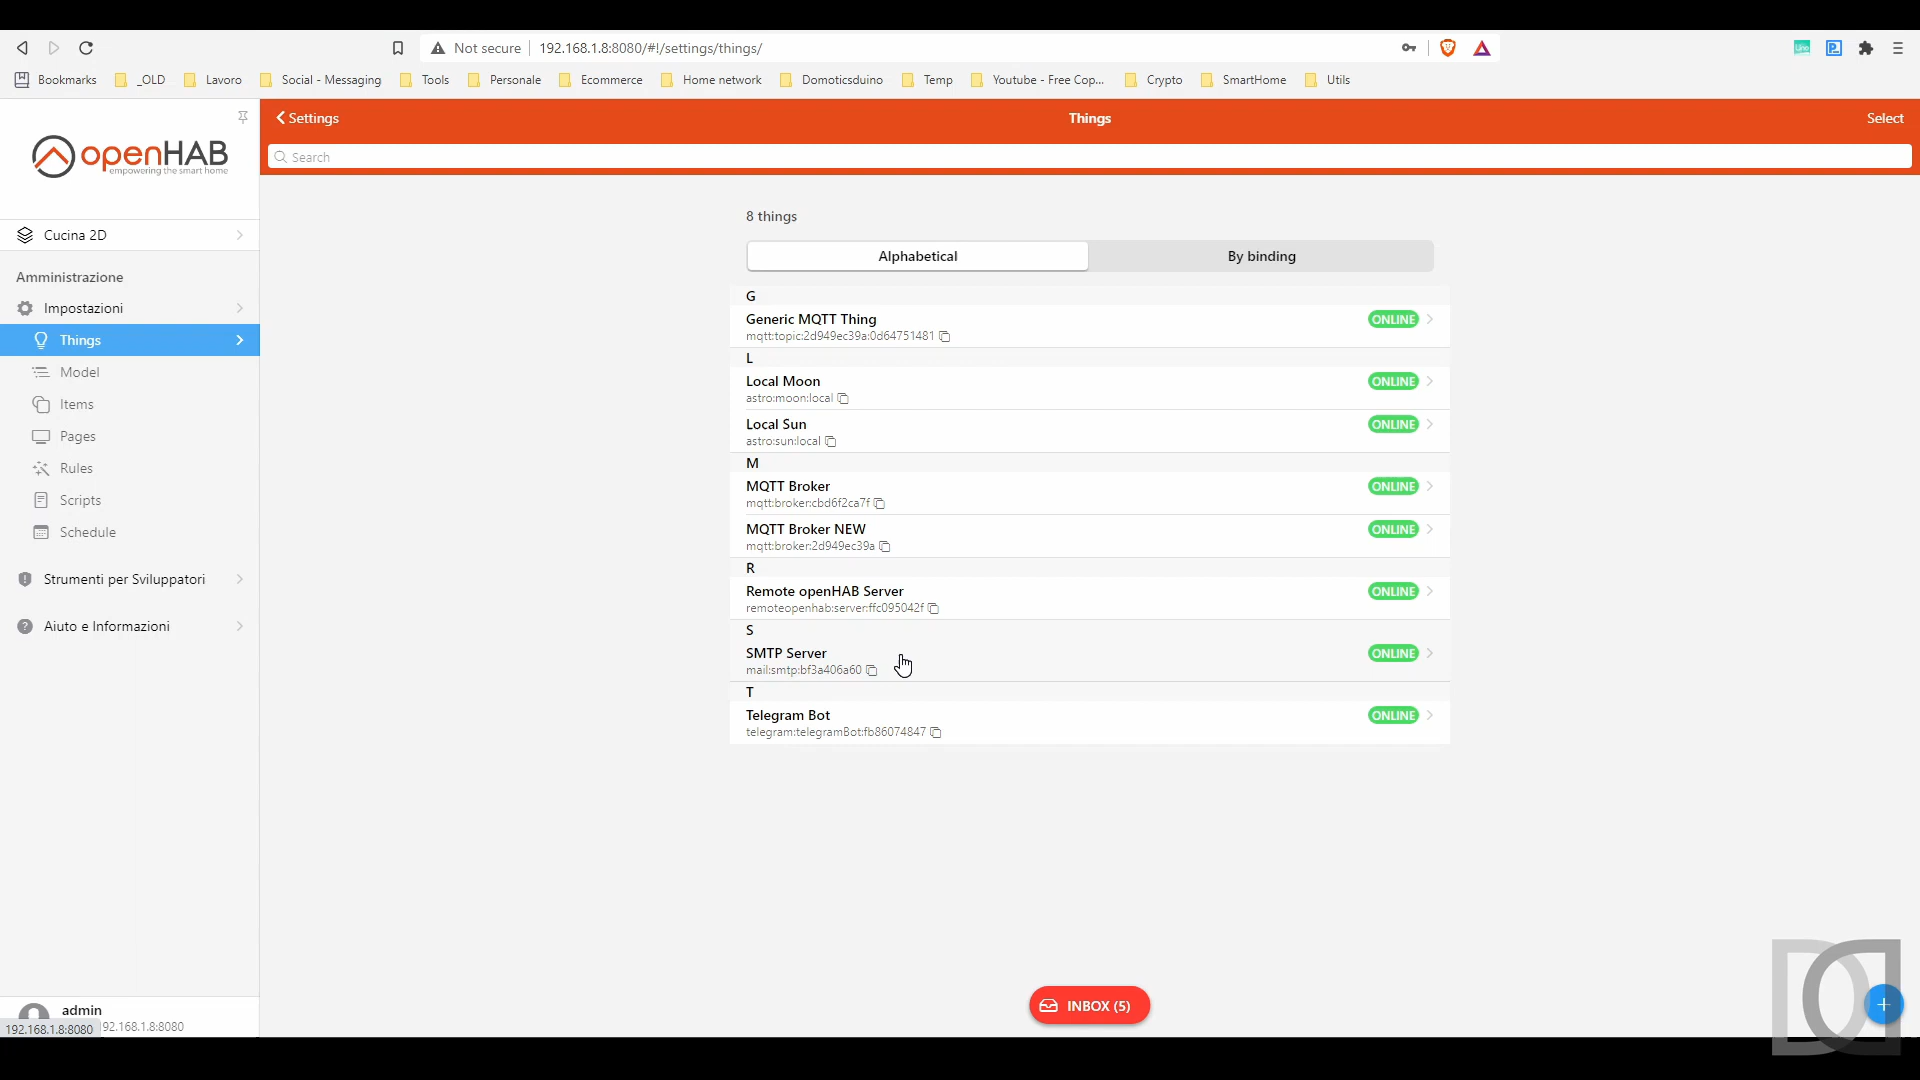 Not secure
192.168.1.8:8080/#!/settings/things/
Bookmarks
_OLD
Lavoro
Social - Messaging
Tools
Personale
Ecommerce
Home network
Domoticsduino
Temp
Youtube - Free Cop...
Crypto
SmartHome
Utils
openHAB
empowering the smart home
Cucina 2D
Amministrazione
Impostazioni
Things
Model
Items
Pages
Rules
Scripts
Schedule
Strumenti per Sviluppatori
Aiuto e Informazioni
admin
192.168.1.8:8080
92.168.1.8:8080
Settings
Things
Select
Search
8 things
Alphabetical
By binding
G
Generic MQTT Thing
ONLINE
mqtt:topic:2d949ec39a:0d64751481
L
Local Moon
ONLINE
astro:moon:local
Local Sun
ONLINE
astro:sun:local
M
MQTT Broker
ONLINE
mqtt:broker:cbd6f2ca7f
MQTT Broker NEW
ONLINE
mqtt:broker:2d949ec39a
R
Remote openHAB Server
ONLINE
remoteopenhab:server:ffc095042f
S
SMTP Server
ONLINE
mail:smtp:bf3a406a60
T
Telegram Bot
ONLINE
telegram:telegramBot:fb86074847
INBOX (5)